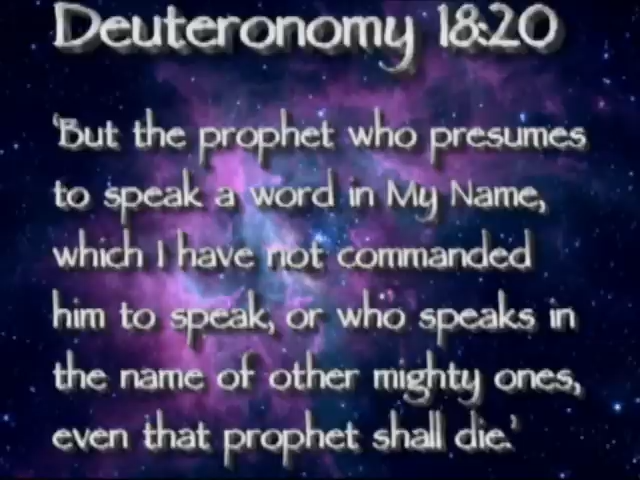 Deuteronomy 18:20
'But the prophet who presumes
to speak a word in My Name,
which I have not commanded
him to speak, or who speaks in
the name of other mighty ones,
even that prophet shall die.'